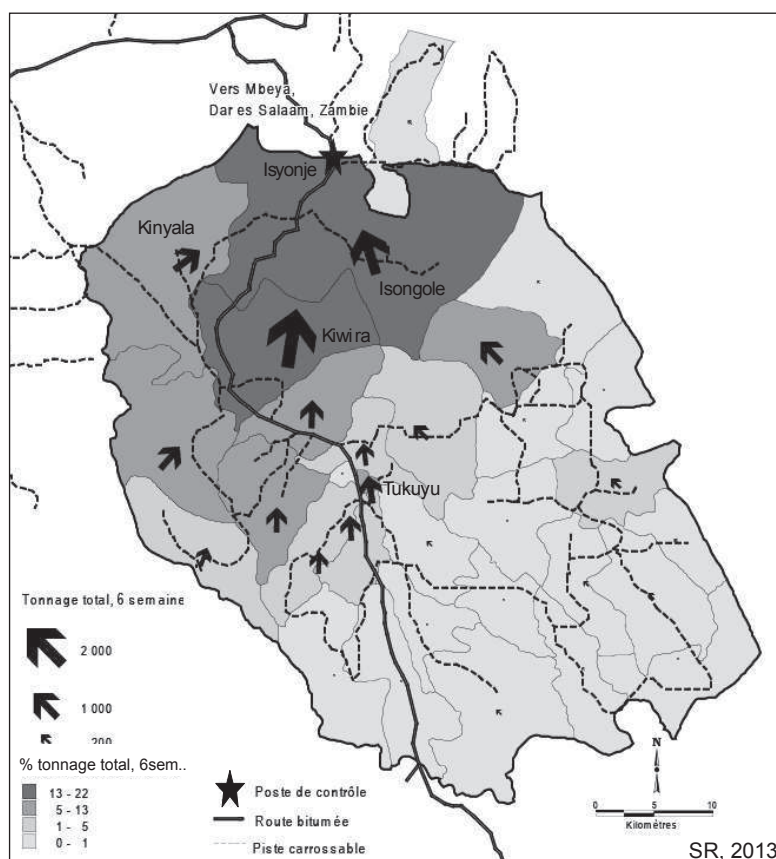 Vers Mbeya,
Dar es Salaam, Zambie
Isyonje
Kinyala
Isongole
Kiwira
Tukuyu
Tonnage total, 6 semaine
2 000
1 000
200
% tonnage total, 6sem..
13 - 22
5 - 13
1 - 5
0 - 1
Poste de contrôle
Route bitumée
Piste carrossable
N
0 5 10
Kilomètres
SR, 2013